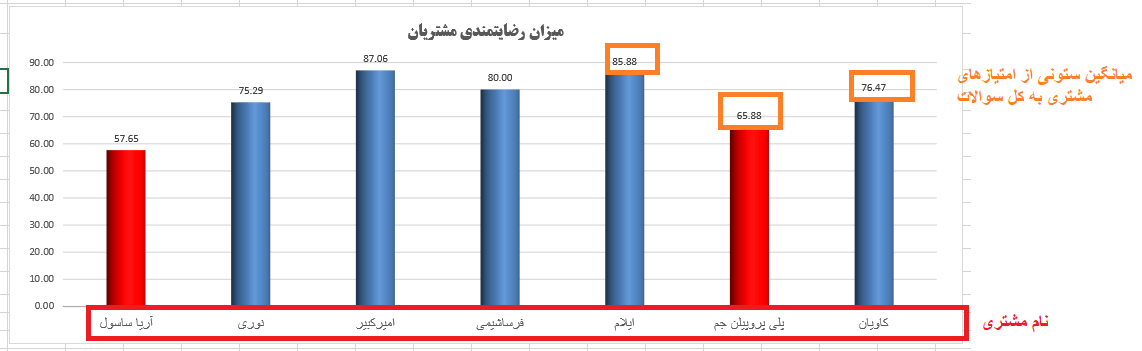 میزان رضایتمندی مشتریان
90.00
80.00
70.00
60.00
50.00
40.00
30.00
20.00
10.00
0.00
57.65
75.29
87.06
80.00
85.88
65.88
76.47
آریا ساسول
نوری
امیرکبیر
فرساشیمی
ایلام
پلی پروپیلن جم
کاویان
میانگین ستونی از امتیازهای
مشتری به کل سوالات
نام مشتری